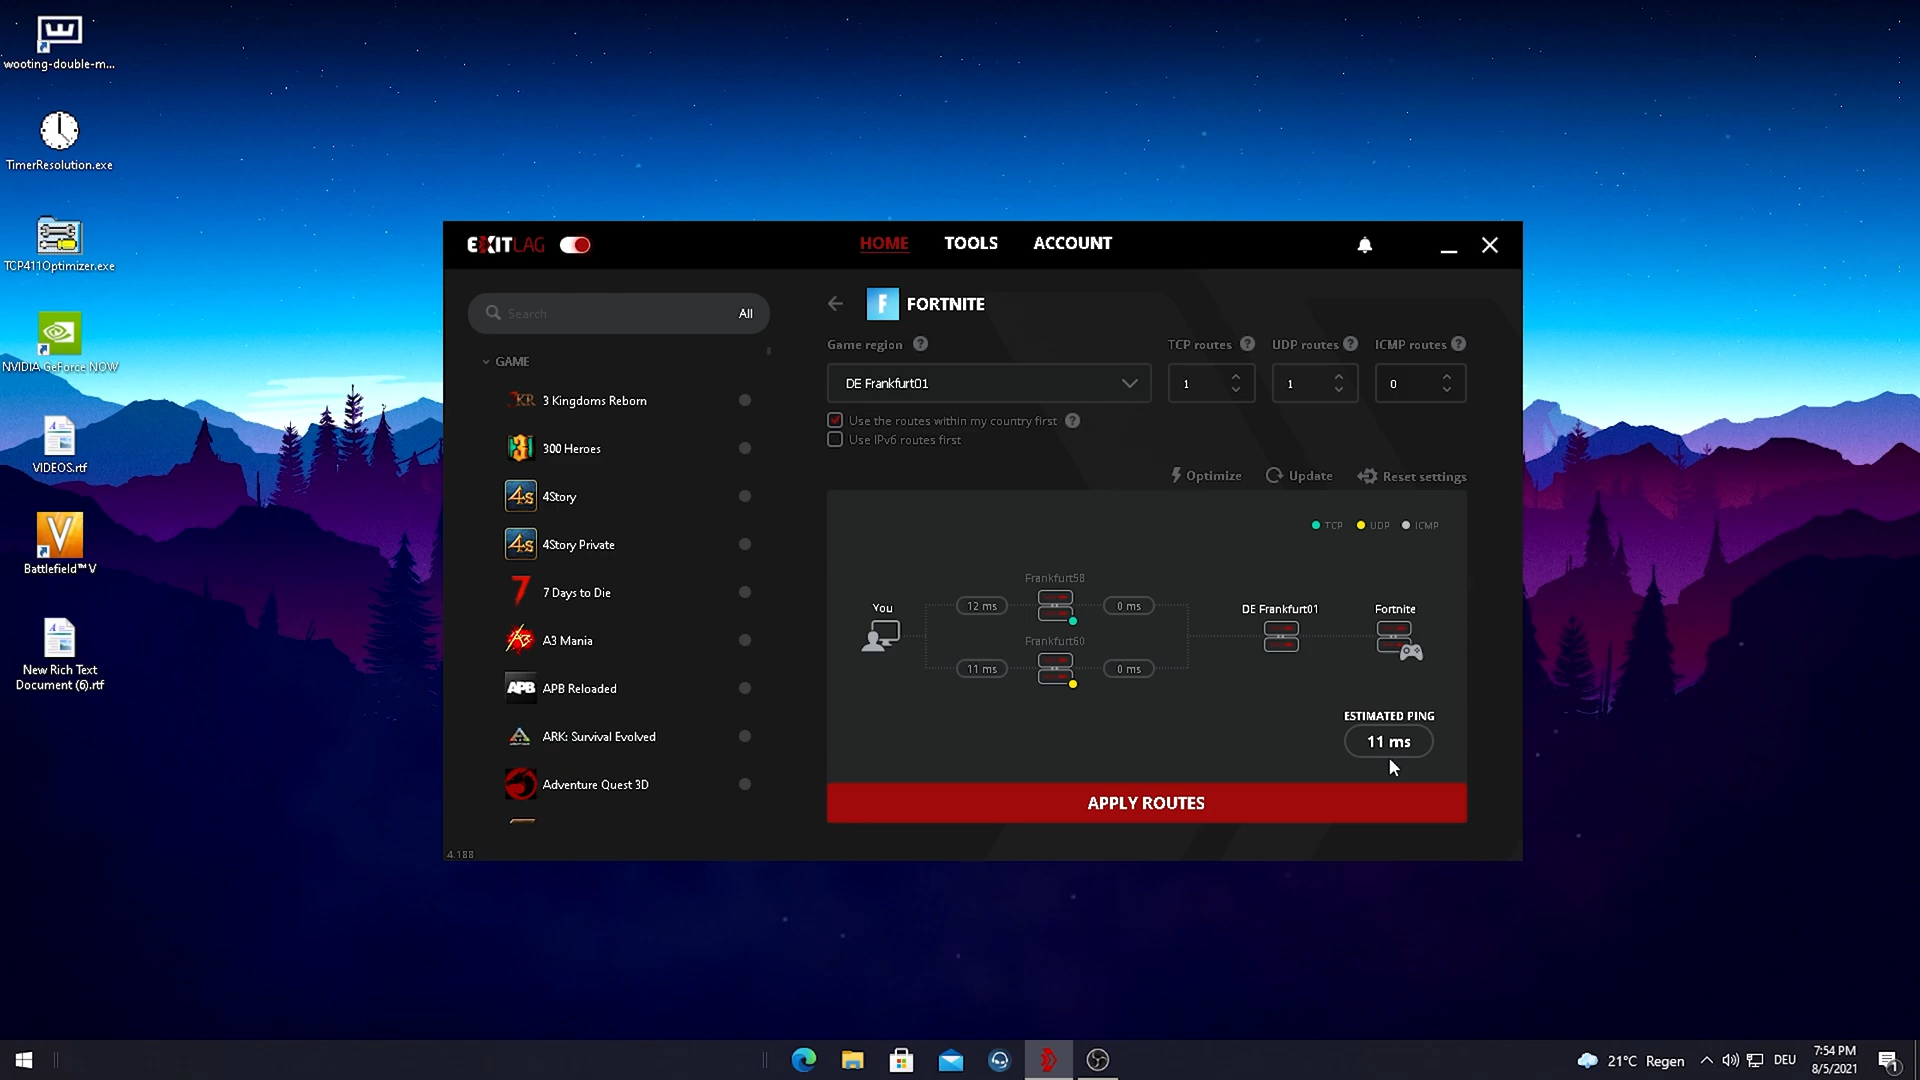 wooting-double-m...
TimerResolution.exe
TCP411Optimizer.exe
NVIDIA GeForce NOW
VIDEOS.rtf
Battlefield™ V
New Rich Text
Document (6).rtf
EXITLAG
HOME
TOOLS
ACCOUNT
Search
All
GAME
3 Kingdoms Reborn
300 Heroes
4Story
4Story Private
7 Days to Die
A3 Mania
APB Reloaded
ARK: Survival Evolved
Adventure Quest 3D
4.188
FORTNITE
Game region ?
TCP routes ?
UDP routes ?
ICMP routes ?
DE Frankfurt01
1
1
0
Use the routes within my country first ?
Use IPv6 routes first
Optimize
Update
Reset settings
TCP
UDP
ICMP
Frankfurt58
You
12 ms
0 ms
DE Frankfurt01
Fortnite
Frankfurt60
11 ms
0 ms
ESTIMATED PING
11 ms
APPLY ROUTES
21°C Regen
DEU
7:54 PM
8/5/2021
1